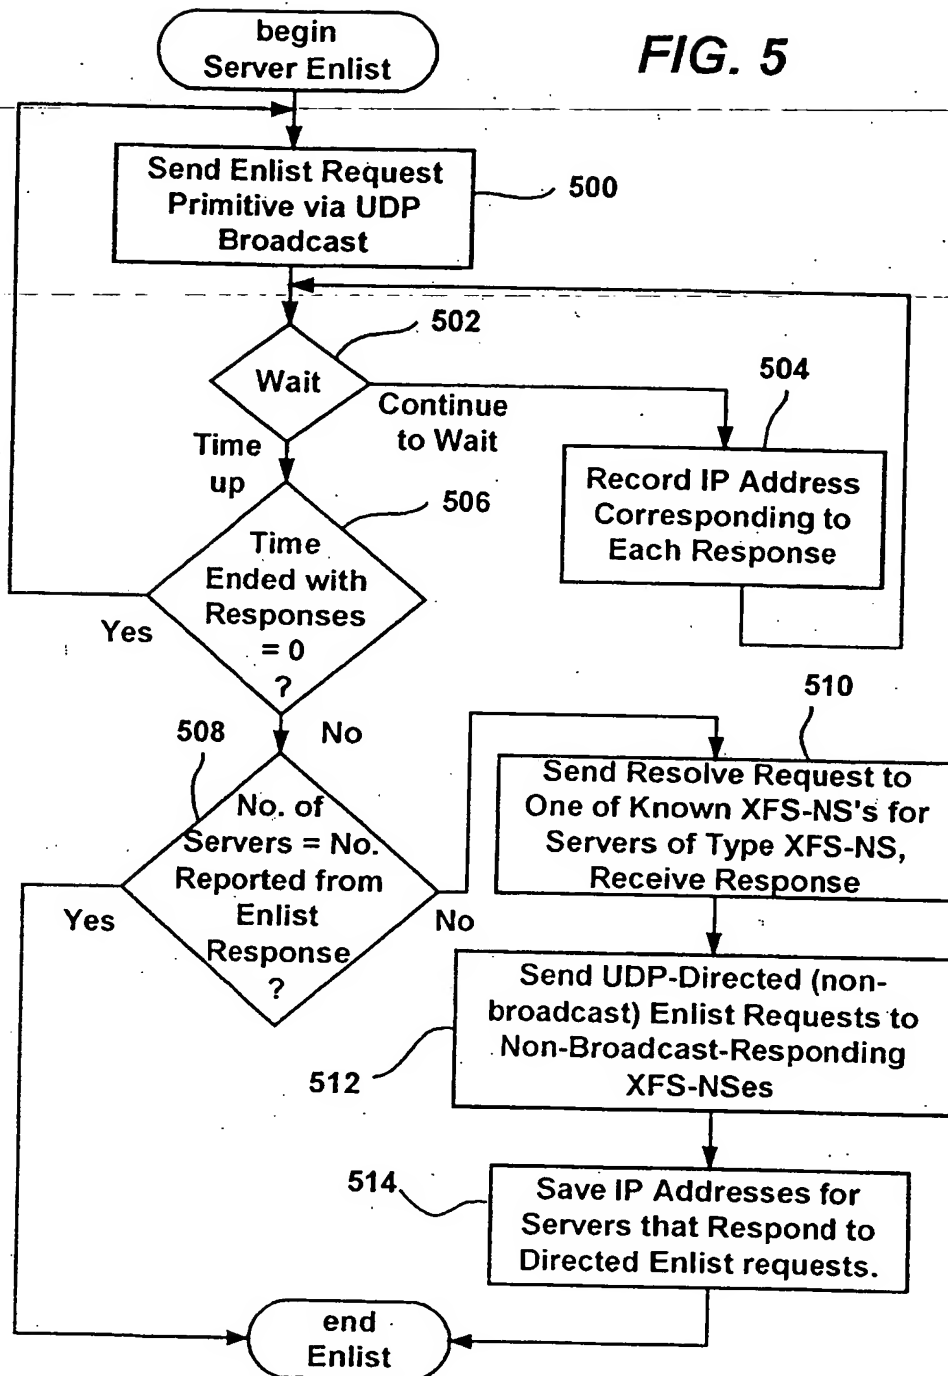 begin
Server Enlist
FIG. 5
Send Enlist Request
Primitive via UDP
Broadcast
500
502
Wait
Continue
to Wait
504
Time
up
Record IP Address
Corresponding to
Each Response
506
Time
Ended with
Responses
= 0
?
Yes
No
508
No. of
Servers = No.
Reported from
Enlist
Response
?
Yes
No
510
Send Resolve Request to
One of Known XFS-NS's for
Servers of Type XFS-NS,
Receive Response
Send UDP-Directed (non-
broadcast) Enlist Requests to
Non-Broadcast-Responding
XFS-NSes
512
514
Save IP Addresses for
Servers that Respond to
Directed Enlist requests.
end
Enlist